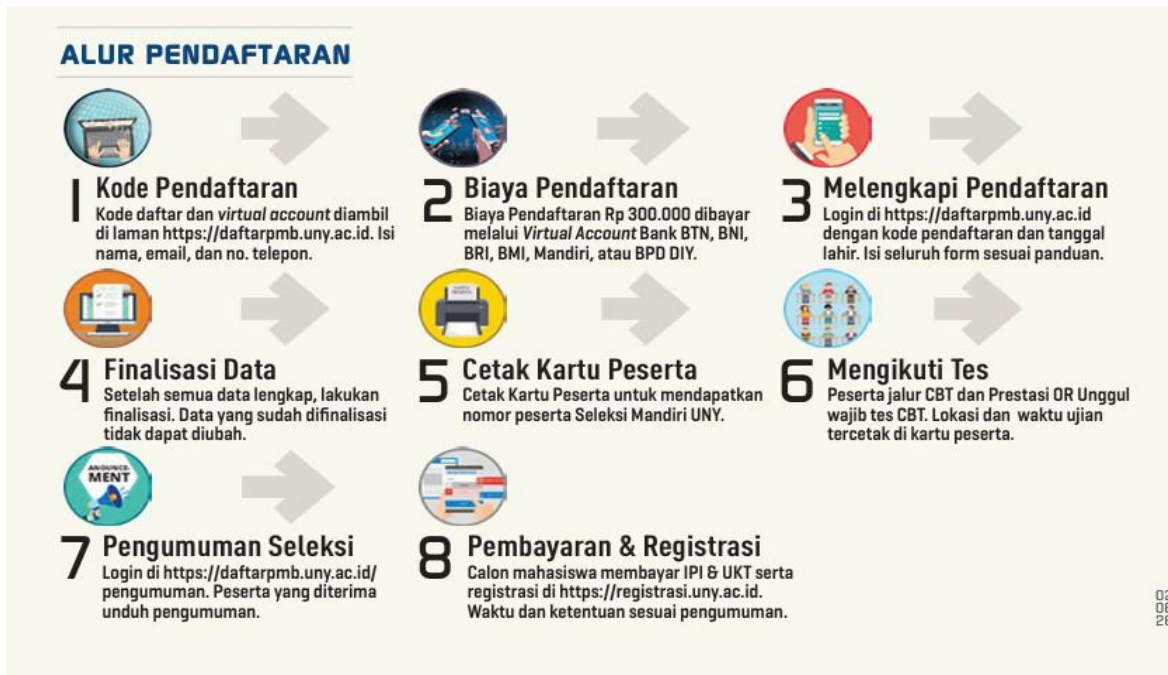 ALUR PENDAFTARAN
1 Kode Pendaftaran
Kode daftar dan virtual account diambil
di laman https://daftarpmb.uny.ac.id. Isi
nama, email, dan no. telepon.
2 Biaya Pendaftaran
Biaya Pendaftaran Rp 300.000 dibayar
melalui Virtual Account Bank BTN, BNI,
BRI, BMI, Mandiri, atau BPD DIY.
3 Melengkapi Pendaftaran
Login di https://daftarpmb.uny.ac.id
dengan kode pendaftaran dan tanggal
lahir. Isi seluruh form sesuai panduan.
4 Finalisasi Data
Setelah semua data lengkap, lakukan
finalisasi. Data yang sudah difinalisasi
tidak dapat diubah.
KARTU
PESERTA
5 Cetak Kartu Peserta
Cetak Kartu Peserta untuk mendapatkan
nomor peserta Seleksi Mandiri UNY.
6 Mengikuti Tes
Peserta jalur CBT dan Prestasi OR Unggul
wajib tes CBT. Lokasi dan waktu ujian
tercetak di kartu peserta.
ANOUNCE-
MENT
7 Pengumuman Seleksi
Login di https://daftarpmb.uny.ac.id/
pengumuman. Peserta yang diterima
unduh pengumuman.
8 Pembayaran & Registrasi
Calon mahasiswa membayar IPI & UKT serta
registrasi di https://registrasi.uny.ac.id.
Waktu dan ketentuan sesuai pengumuman.